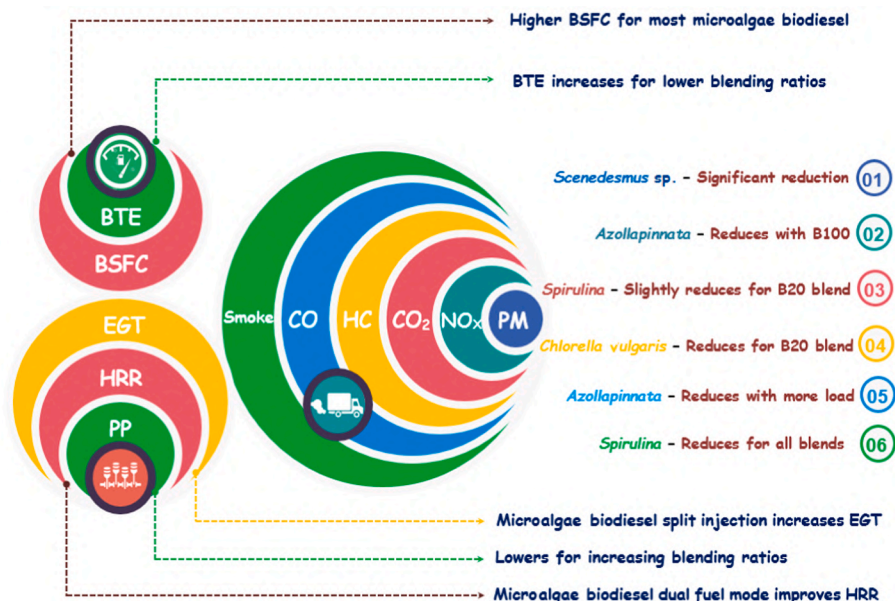 Higher BSFC for most microalgae biodiesel
BTE increases for lower blending ratios
BTE
BSFC
EGT
HRR
PP
Smoke
CO
HC
CO₂
NOx
PM
Scenedesmus sp. – Significant reduction 01
Azollapinnata – Reduces with B100 02
Spirulina – Slightly reduces for B20 blend 03
Chlorella vulgaris – Reduces for B20 blend 04
Azollapinnata – Reduces with more load 05
Spirulina – Reduces for all blends 06
Microalgae biodiesel split injection increases EGT
Lowers for increasing blending ratios
Microalgae biodiesel dual fuel mode improves HRR